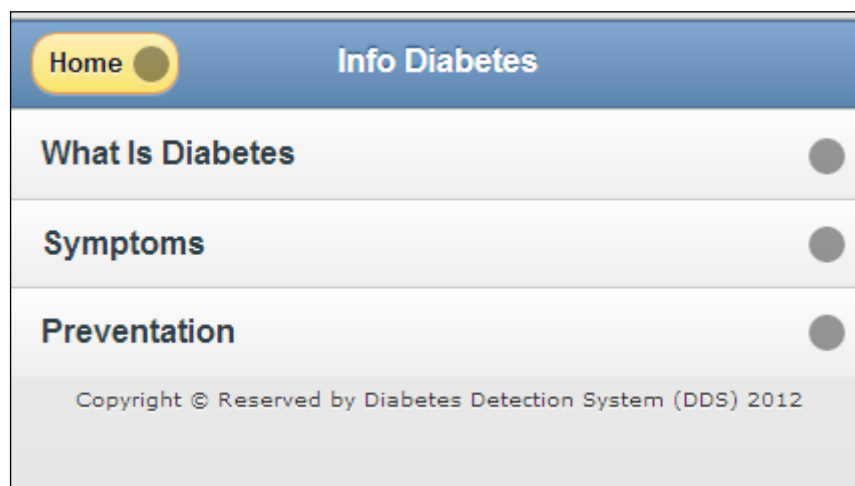 Home
Info Diabetes
What Is Diabetes
Symptoms
Preventation
Copyright © Reserved by Diabetes Detection System (DDS) 2012